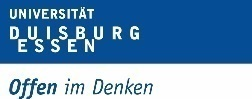 UNIVERSITÄT
DUISBURG
ESSEN
Offen im Denken